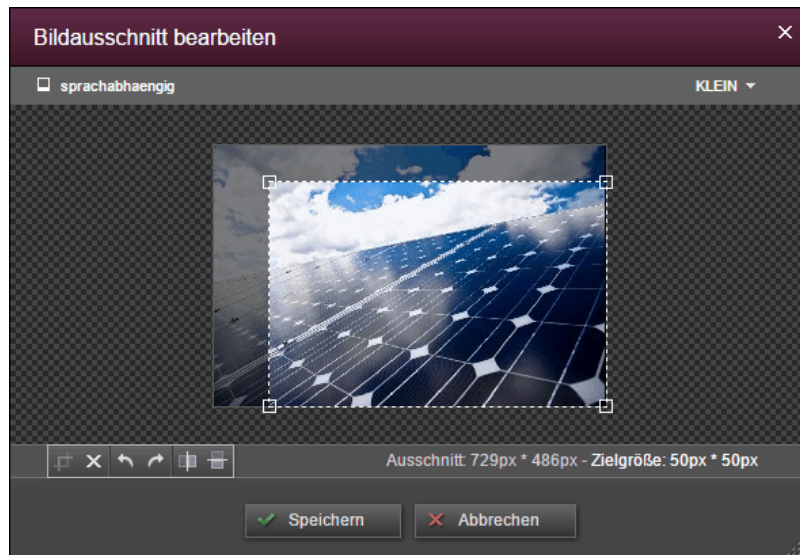 Bildausschnitt bearbeiten
sprachabhaengig KLEIN
Ausschnitt: 729px * 486px - Zielgröße: 50px * 50px
Speichern Abbrechen